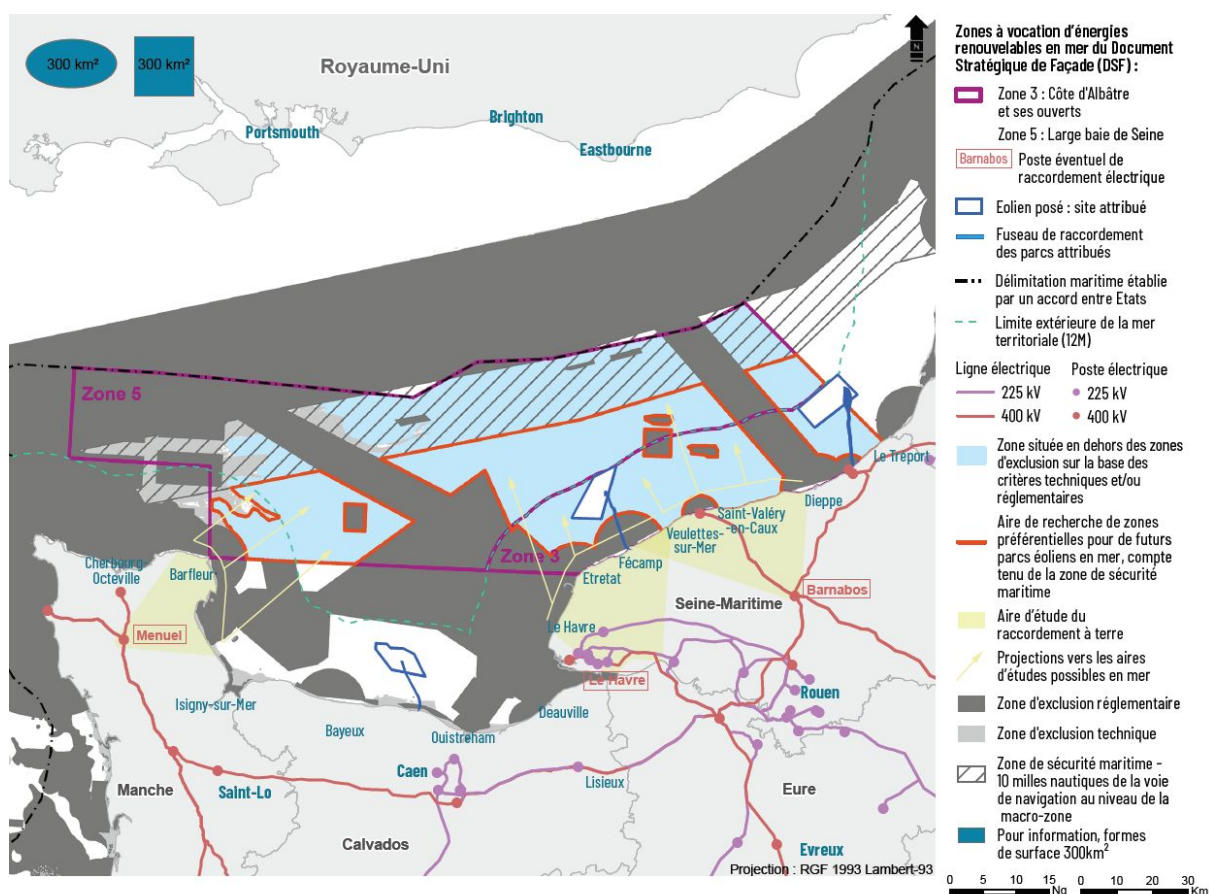 300 km²
300 km²
Royaume-Uni
Portsmouth
Brighton
Eastbourne
N
Zone 5
Zone 3
Le Tréport
Dieppe
Saint-Valéry
-en-Caux
Veulettes-
sur-Mer
Fécamp
Etretat
Cherbourg-
Octeville
Barfleur
Menuel
Barnabos
Seine-Maritime
Le Havre
Le Havre
Rouen
Isigny-sur-Mer
Bayeux
Ouistreham
Deauville
Caen
Lisieux
Manche
Saint-Lo
Calvados
Eure
Evreux
Projection : RGF 1993 Lambert-93
Zones à vocation d'énergies
renouvelables en mer du Document
Stratégique de Façade (DSF) :
Zone 3 : Côte d'Albâtre
et ses ouverts
Zone 5 : Large baie de Seine
Barnabos
Poste éventuel de
raccordement électrique
Eolien posé : site attribué
Fuseau de raccordement
des parcs attribués
Délimitation maritime établie
par un accord entre Etats
Limite extérieure de la mer
territoriale (12M)
Ligne électrique
Poste électrique
225 kV
225 kV
400 kV
400 kV
Zone située en dehors des zones
d'exclusion sur la base des
critères techniques et/ou
réglementaires
Aire de recherche de zones
préférentielles pour de futurs
parcs éoliens en mer, compte
tenu de la zone de sécurité
maritime
Aire d'étude du
raccordement à terre
Projections vers les aires
d'études possibles en mer
Zone d'exclusion réglementaire
Zone d'exclusion technique
Zone de sécurité maritime -
10 milles nautiques de la voie
de navigation au niveau de la
macro-zone
Pour information, formes
de surface 300km²
0 5 10 15
Nq
0 10 20 30
Km